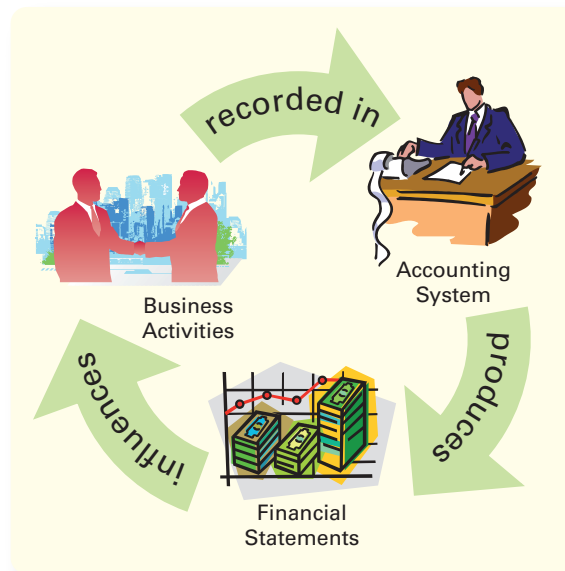 recorded in
Accounting
System
Business
Activities
produces
influences
Financial
Statements